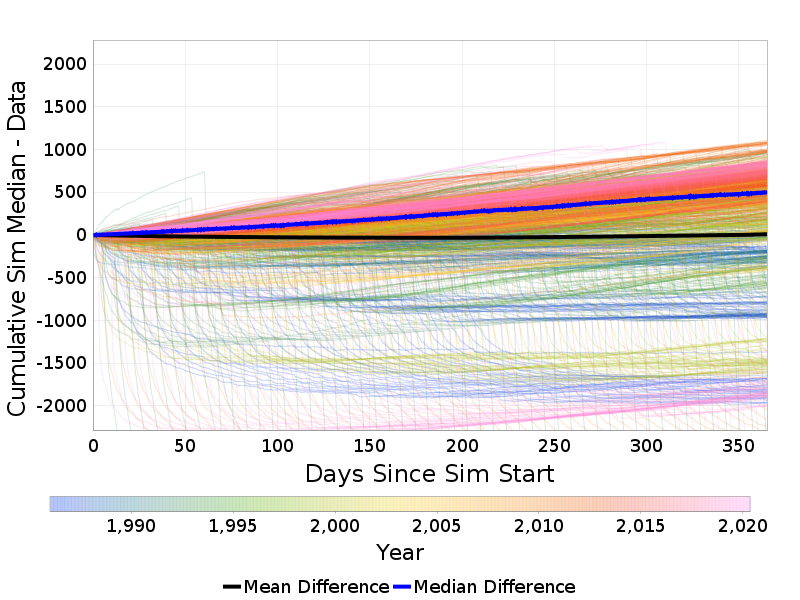 Cumulative Sim Median - Data
2000
1500
1000
500
0
-500
-1000
-1500
-2000
0 50 100 150 200 250 300 350
Days Since Sim Start
1,990 1,995 2,000 2,005 2,010 2,015 2,020
Year
Mean Difference Median Difference